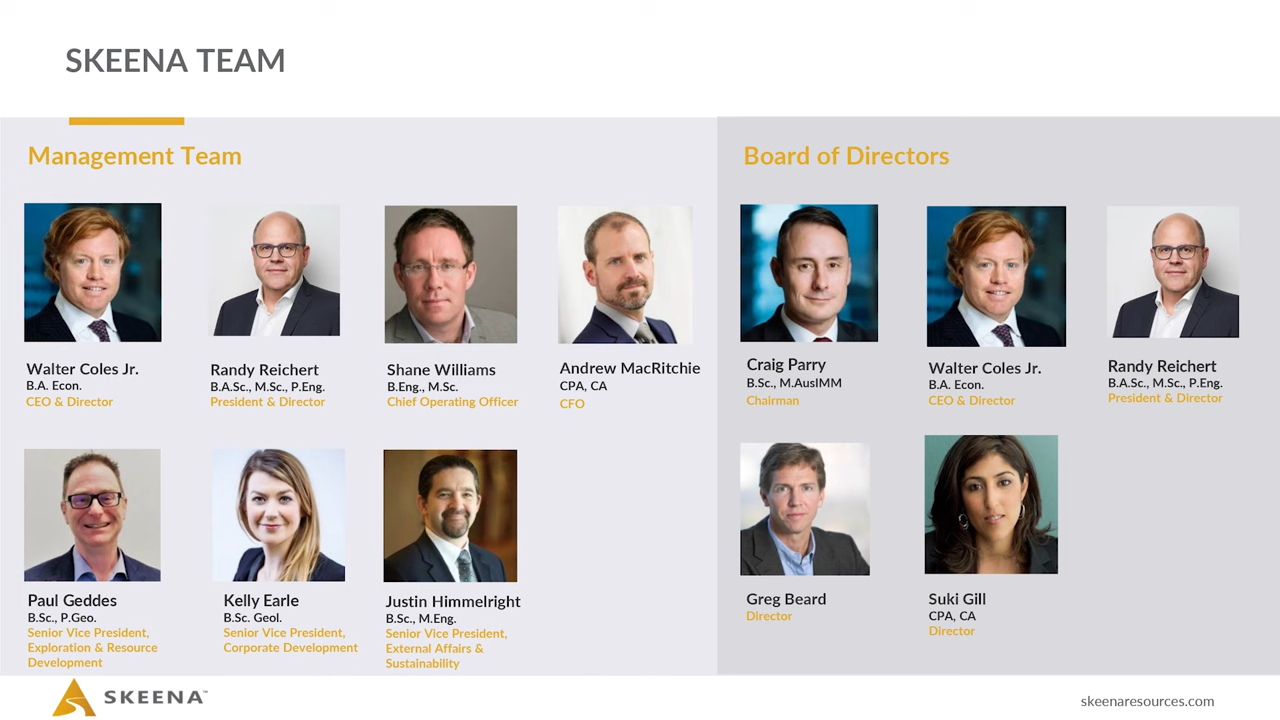 SKEENA TEAM
Management Team
Walter Coles Jr.
B.A. Econ.
CEO & Director
Randy Reichert
B.A.Sc., M.Sc., P.Eng.
President & Director
Shane Williams
B.Eng., M.Sc.
Chief Operating Officer
Andrew MacRitchie
CPA, CA
CFO
Paul Geddes
B.Sc., P.Geo.
Senior Vice President,
Exploration & Resource
Development
Kelly Earle
B.Sc. Geol.
Senior Vice President,
Corporate Development
Justin Himmelright
B.Sc., M.Eng.
Senior Vice President,
External Affairs &
Sustainability
Board of Directors
Craig Parry
B.Sc., M.AusIMM
Chairman
Walter Coles Jr.
B.A. Econ.
CEO & Director
Randy Reichert
B.A.Sc., M.Sc., P.Eng.
President & Director
Greg Beard
Director
Suki Gill
CPA, CA
Director
SKEENA™
skeenaresources.com